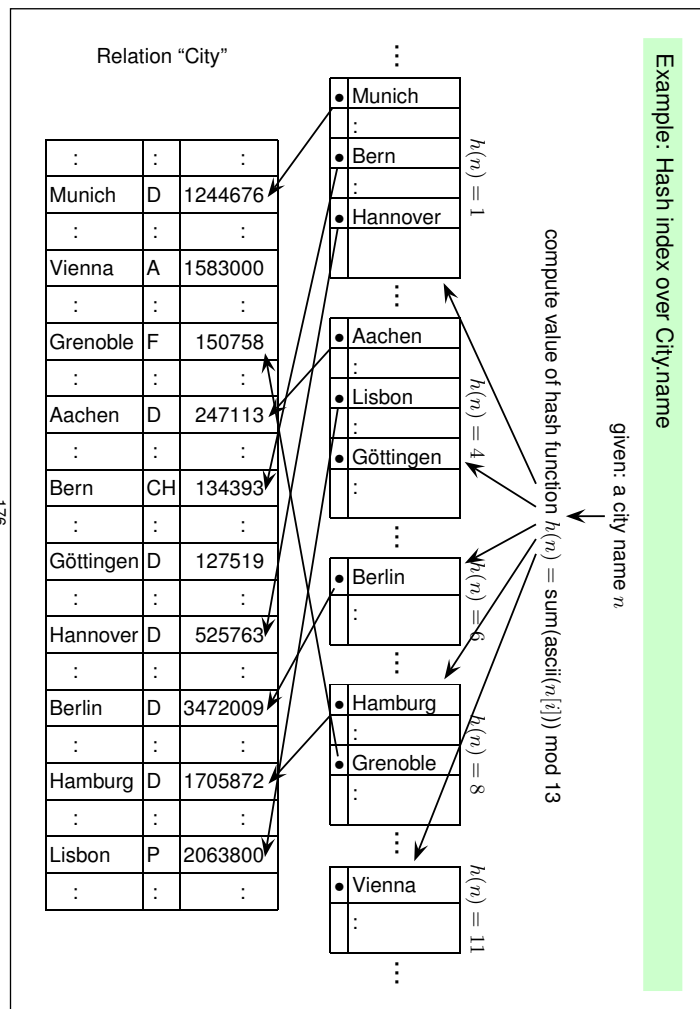 Example: Hash index over City.name
given: a city name n
compute value of hash function h(n) = sum(ascii(n[i])) mod 13
...
h(n) = 1
• Munich
:
• Bern
:
• Hannover
...
h(n) = 4
• Aachen
:
• Lisbon
:
• Göttingen
:
...
h(n) = 6
• Berlin
:
...
h(n) = 8
• Hamburg
:
• Grenoble
:
...
h(n) = 11
• Vienna
:
...
Relation “City”
: : :
Munich D 1244676
: : :
Vienna A 1583000
: : :
Grenoble F 150758
: : :
Aachen D 247113
: : :
Bern CH 134393
: : :
Göttingen D 127519
: : :
Hannover D 525763
: : :
Berlin D 3472009
: : :
Hamburg D 1705872
: : :
Lisbon P 2063800
: : :
176